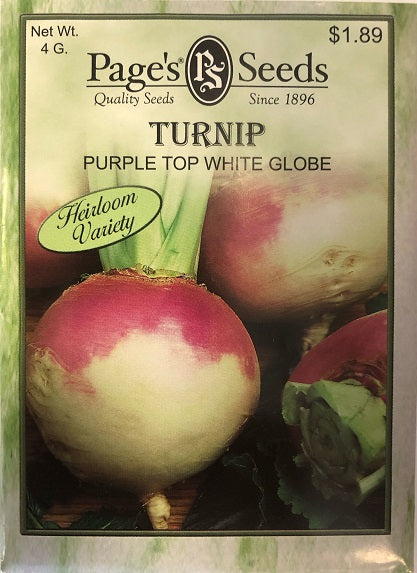 Net Wt.
4 G.
$1.89
Page's® PS Seeds
Quality Seeds Since 1896
TURNIP
PURPLE TOP WHITE GLOBE
Heirloom
Variety